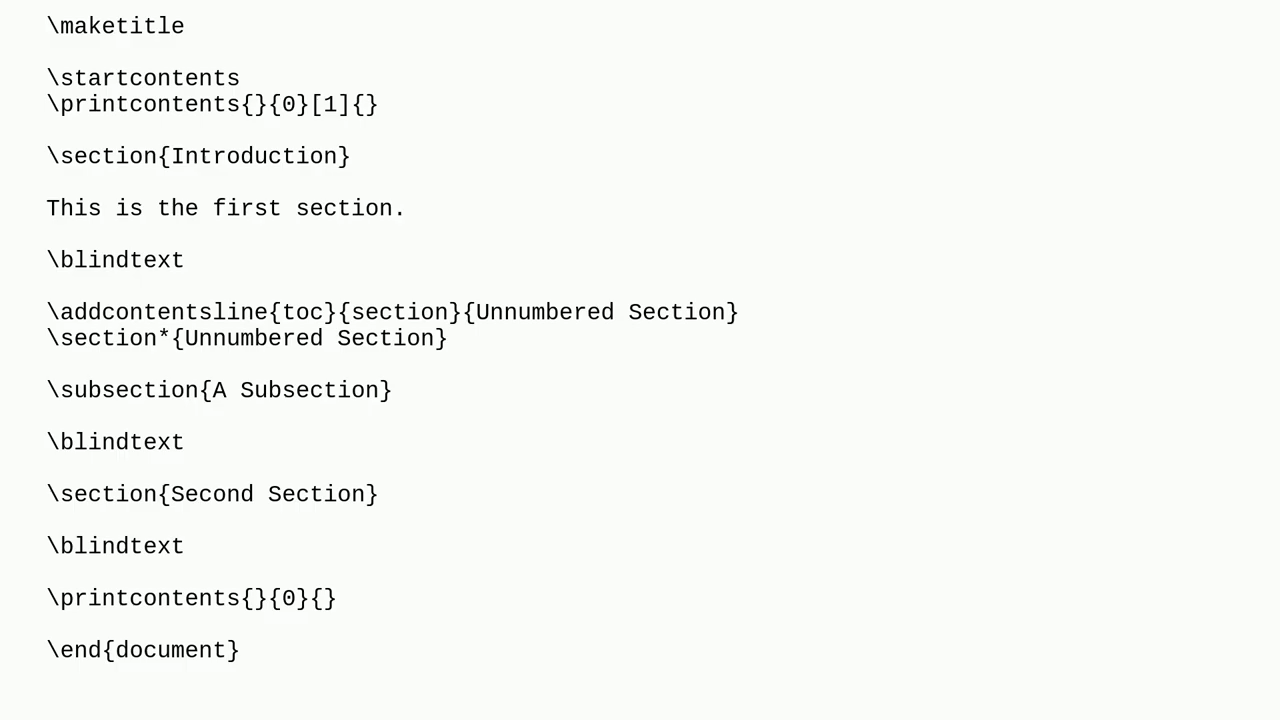 \maketitle
\startcontents
\printcontents{}{0}[1]{}
\section{Introduction}
This is the first section.
\blindtext
\addcontentsline{toc}{section}{Unnumbered Section}
\section*{Unnumbered Section}
\subsection{A Subsection}
\blindtext
\section{Second Section}
\blindtext
\printcontents{}{0}{}
\end{document}